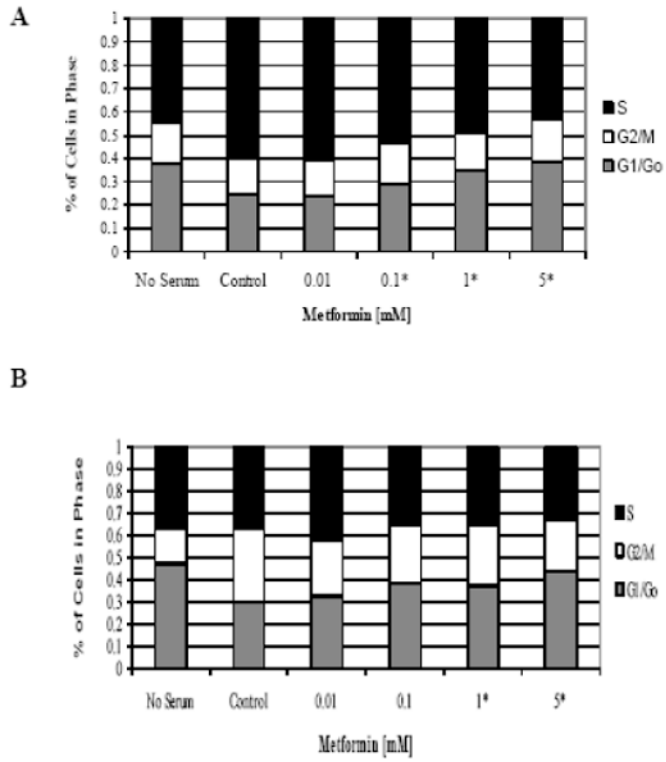 A
% of Cells in Phase
1
0.9
0.8
0.7
0.6
0.5
0.4
0.3
0.2
0.1
0
S
G2/M
G1/Go
No Serum Control 0.01 0.1* 1* 5*
Metformin [mM]
B
% of Cells in Phase
1
0.9
0.8
0.7
0.6
0.5
0.4
0.3
0.2
0.1
0
S
G2/M
G1/Go
No Serum Control 0.01 0.1 1* 5*
Metformin [mM]